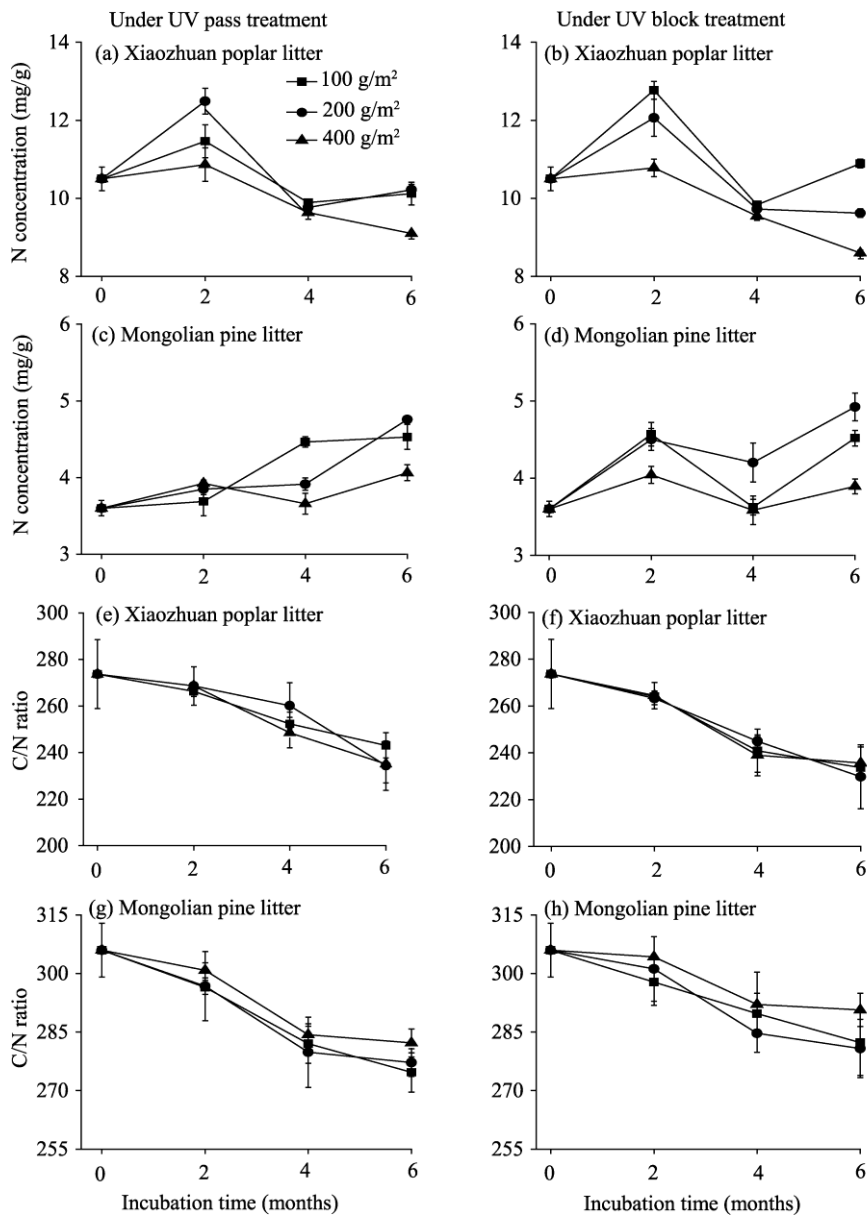 Under UV pass treatment
Under UV block treatment
(a) Xiaozhuan poplar litter
100 g/m²
200 g/m²
400 g/m²
N concentration (mg/g)
14
12
10
8
0 2 4 6
(b) Xiaozhuan poplar litter
N concentration (mg/g)
14
12
10
8
0 2 4 6
(c) Mongolian pine litter
N concentration (mg/g)
6
5
4
3
0 2 4 6
(d) Mongolian pine litter
N concentration (mg/g)
6
5
4
3
0 2 4 6
(e) Xiaozhuan poplar litter
C/N ratio
300
280
260
240
220
200
0 2 4 6
(f) Xiaozhuan poplar litter
C/N ratio
300
280
260
240
220
200
0 2 4 6
(g) Mongolian pine litter
C/N ratio
315
300
285
270
255
0 2 4 6
Incubation time (months)
(h) Mongolian pine litter
C/N ratio
315
300
285
270
255
0 2 4 6
Incubation time (months)